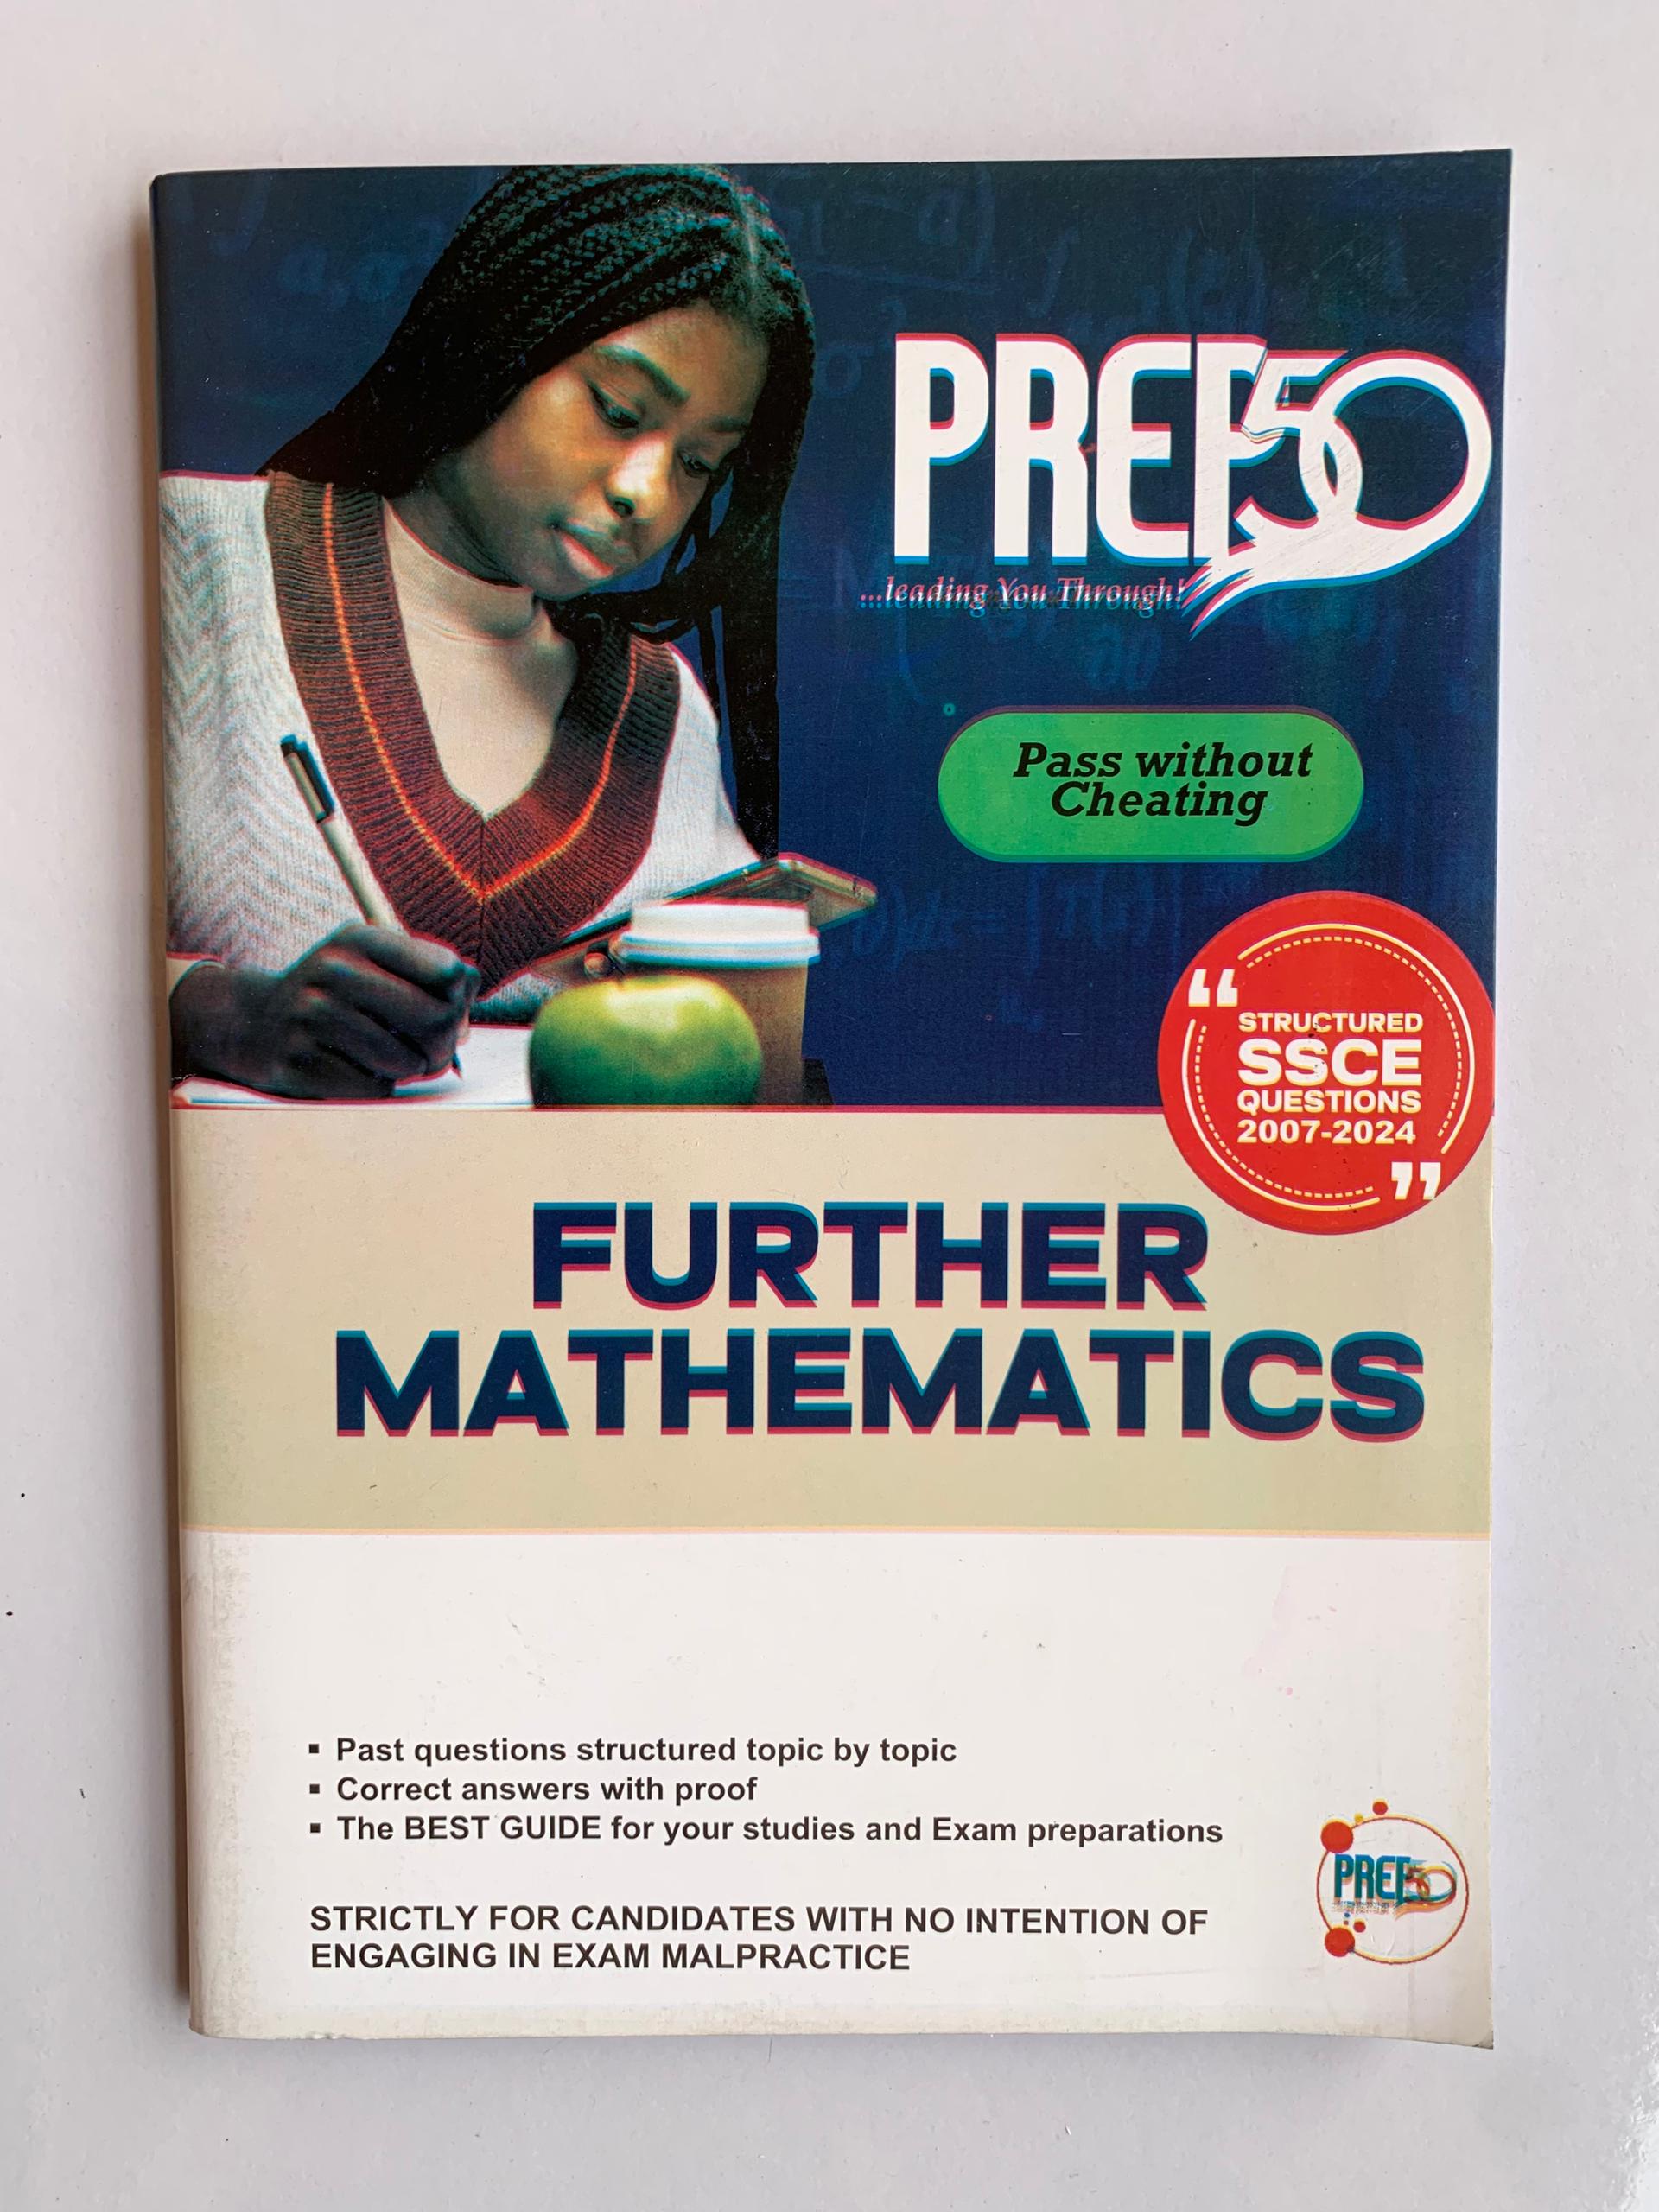 PREP50
...leading You Through!
Pass without
Cheating
“
STRUCTURED
SSCE
QUESTIONS
2007-2024
”
FURTHER
MATHEMATICS
▪ Past questions structured topic by topic
▪ Correct answers with proof
▪ The BEST GUIDE for your studies and Exam preparations
STRICTLY FOR CANDIDATES WITH NO INTENTION OF
ENGAGING IN EXAM MALPRACTICE
PREP50